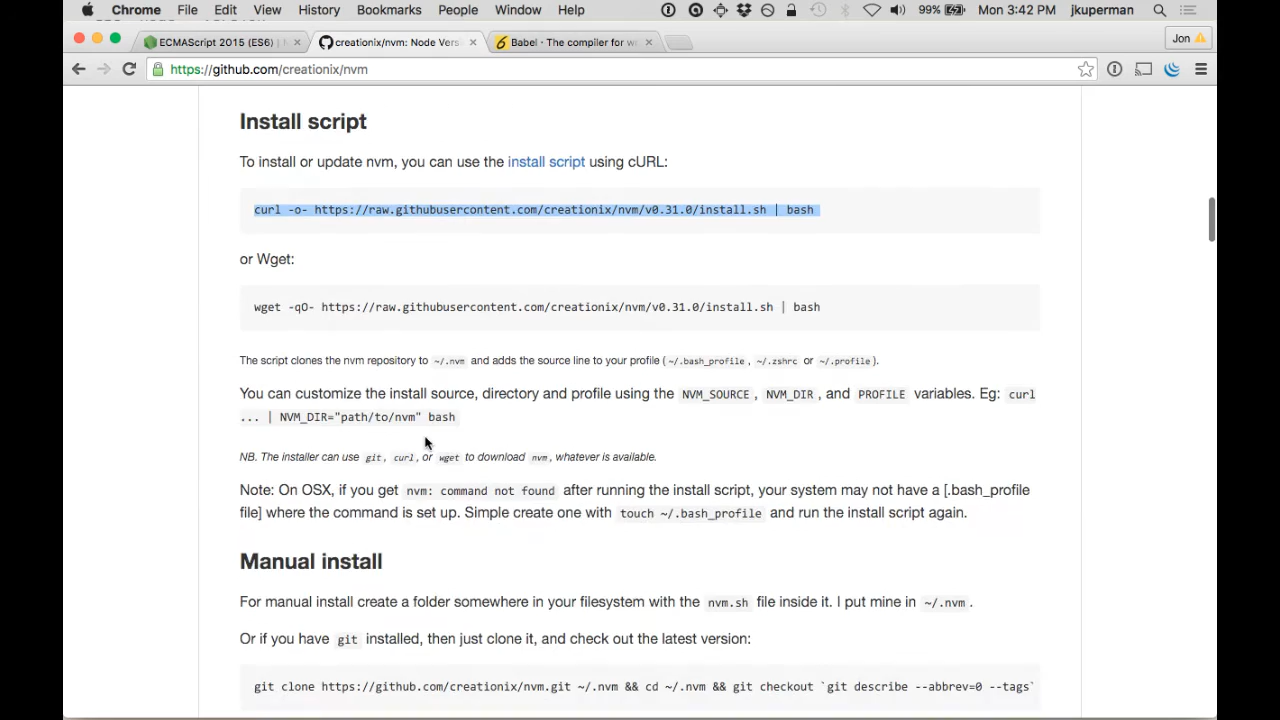 Chrome File Edit View History Bookmarks People Window Help 99% Mon 3:42 PM jkuperman
ECMAScript 2015 (ES6) | creationix/nvm: Node Vers Babel · The compiler for w Jon
https://github.com/creationix/nvm
Install script
To install or update nvm, you can use the install script using cURL:
curl -o- https://raw.githubusercontent.com/creationix/nvm/v0.31.0/install.sh | bash
or Wget:
wget -qO- https://raw.githubusercontent.com/creationix/nvm/v0.31.0/install.sh | bash
The script clones the nvm repository to ~/.nvm and adds the source line to your profile ( ~/.bash_profile , ~/.zshrc or ~/.profile ).
You can customize the install source, directory and profile using the NVM_SOURCE , NVM_DIR , and PROFILE variables. Eg: curl
... | NVM_DIR="path/to/nvm" bash
NB. The installer can use git , curl , or wget to download nvm , whatever is available.
Note: On OSX, if you get nvm: command not found after running the install script, your system may not have a [.bash_profile
file] where the command is set up. Simple create one with touch ~/.bash_profile and run the install script again.
Manual install
For manual install create a folder somewhere in your filesystem with the nvm.sh file inside it. I put mine in ~/.nvm .
Or if you have git installed, then just clone it, and check out the latest version:
git clone https://github.com/creationix/nvm.git ~/.nvm && cd ~/.nvm && git checkout `git describe --abbrev=0 --tags`